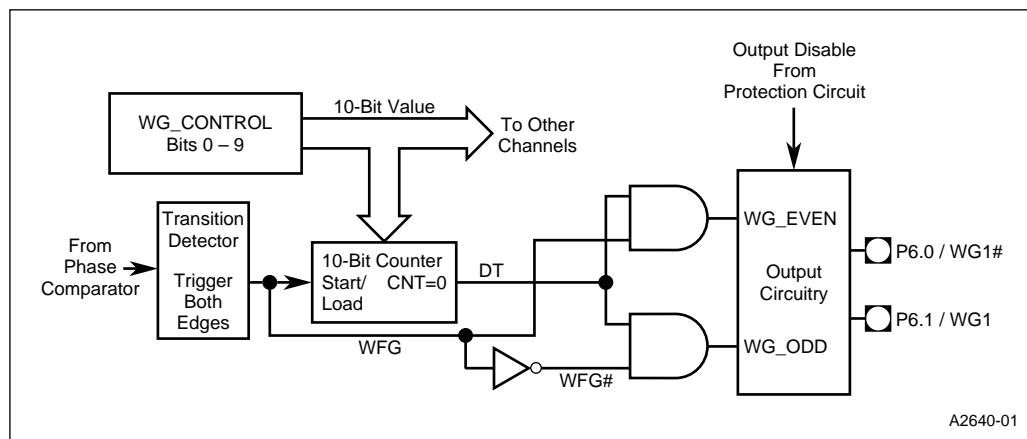 Output Disable
From
Protection Circuit
10-Bit Value
WG_CONTROL
Bits 0 – 9
To Other
Channels
Transition
Detector
Trigger
Both
Edges
From
Phase
Comparator
10-Bit Counter
Start/ CNT=0
Load
DT
WFG
WFG#
WG_EVEN
Output
Circuitry
WG_ODD
P6.0 / WG1#
P6.1 / WG1
A2640-01